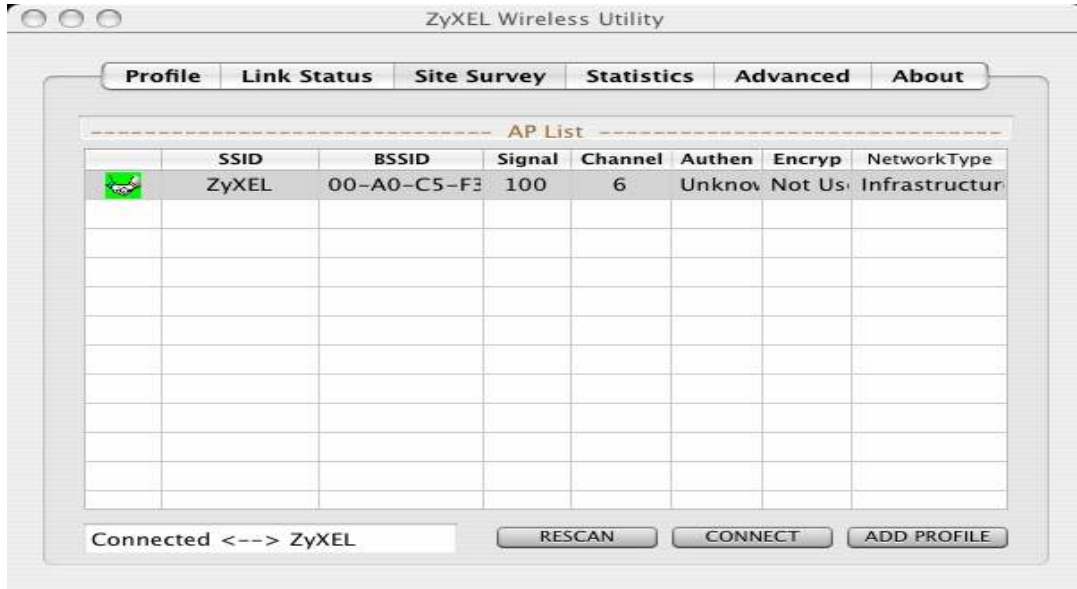 ZyXEL Wireless Utility
Profile Link Status Site Survey Statistics Advanced About
------------------------------ AP List ------------------------------
SSID BSSID Signal Channel Authen Encryp NetworkType
ZyXEL 00-A0-C5-F3 100 6 Unknov Not Us Infrastructur
Connected <--> ZyXEL RESCAN CONNECT ADD PROFILE